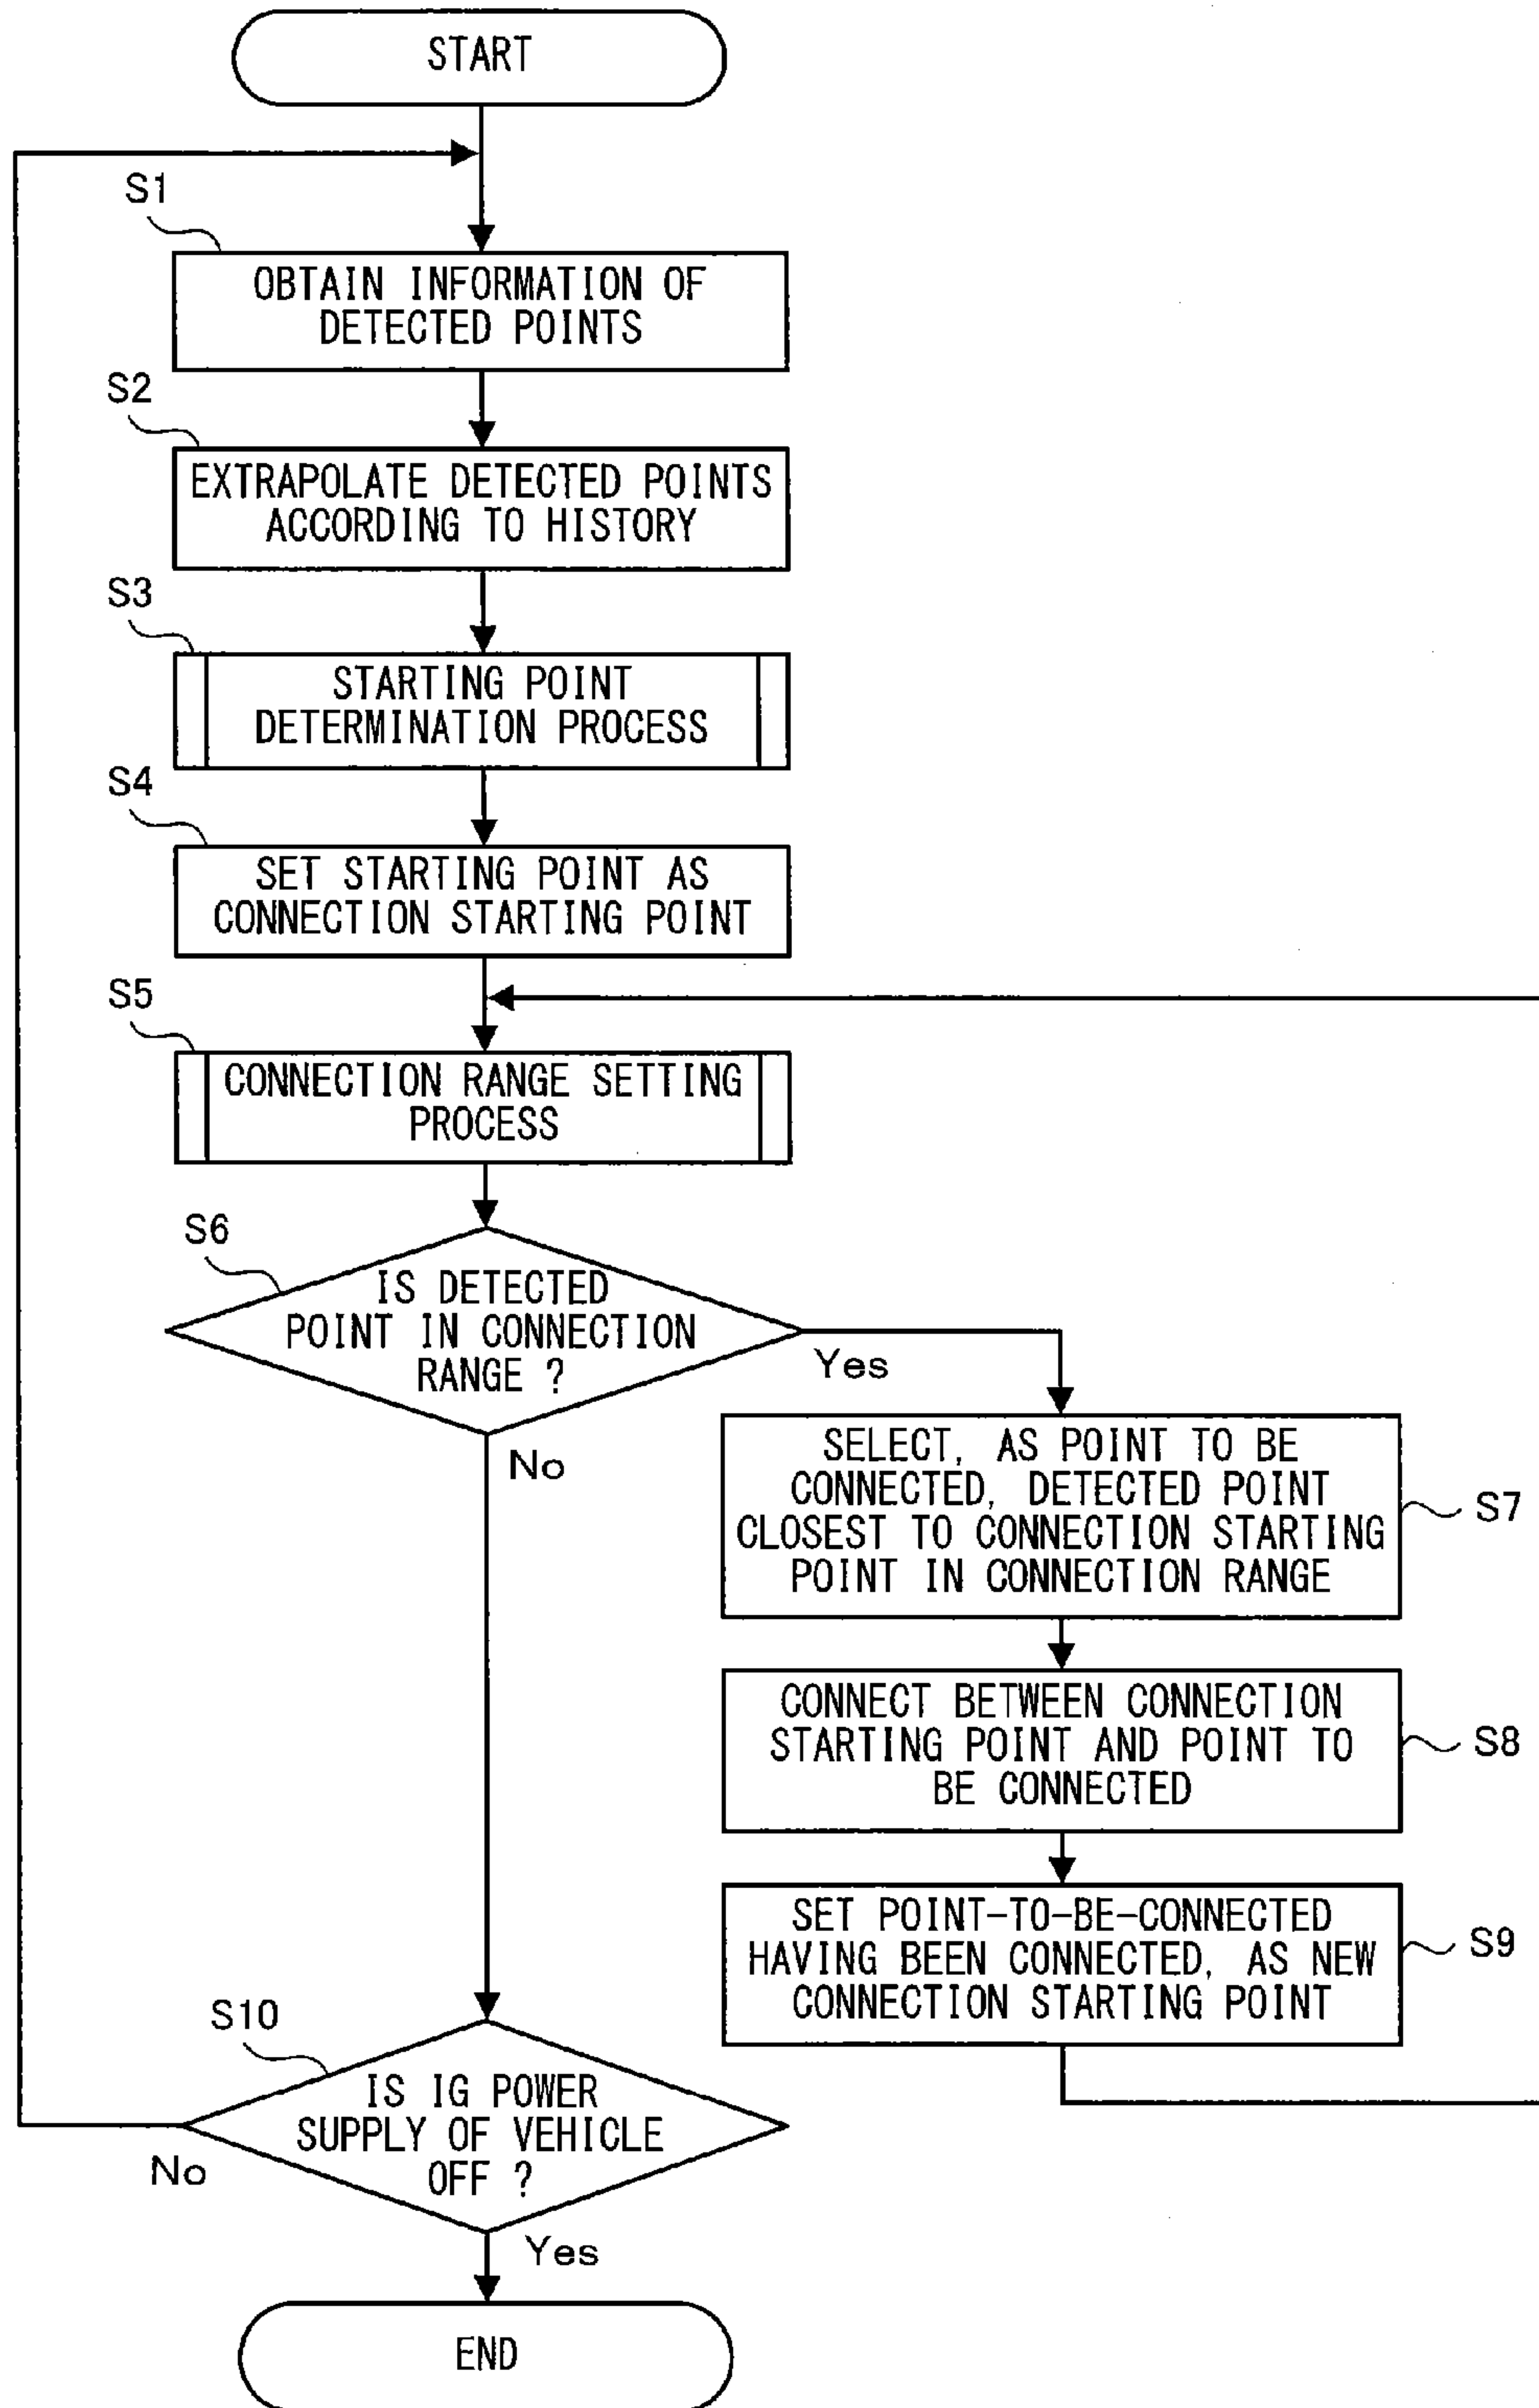 START
S1
OBTAIN INFORMATION OF
DETECTED POINTS
S2
EXTRAPOLATE DETECTED POINTS
ACCORDING TO HISTORY
S3
STARTING POINT
DETERMINATION PROCESS
S4
SET STARTING POINT AS
CONNECTION STARTING POINT
S5
CONNECTION RANGE SETTING
PROCESS
S6
IS DETECTED
POINT IN CONNECTION
RANGE ?
Yes
No
SELECT, AS POINT TO BE
CONNECTED, DETECTED POINT
CLOSEST TO CONNECTION STARTING
POINT IN CONNECTION RANGE
S7
CONNECT BETWEEN CONNECTION
STARTING POINT AND POINT TO
BE CONNECTED
S8
SET POINT-TO-BE-CONNECTED
HAVING BEEN CONNECTED, AS NEW
CONNECTION STARTING POINT
S9
S10
IS IG POWER
SUPPLY OF VEHICLE
OFF ?
No
Yes
END